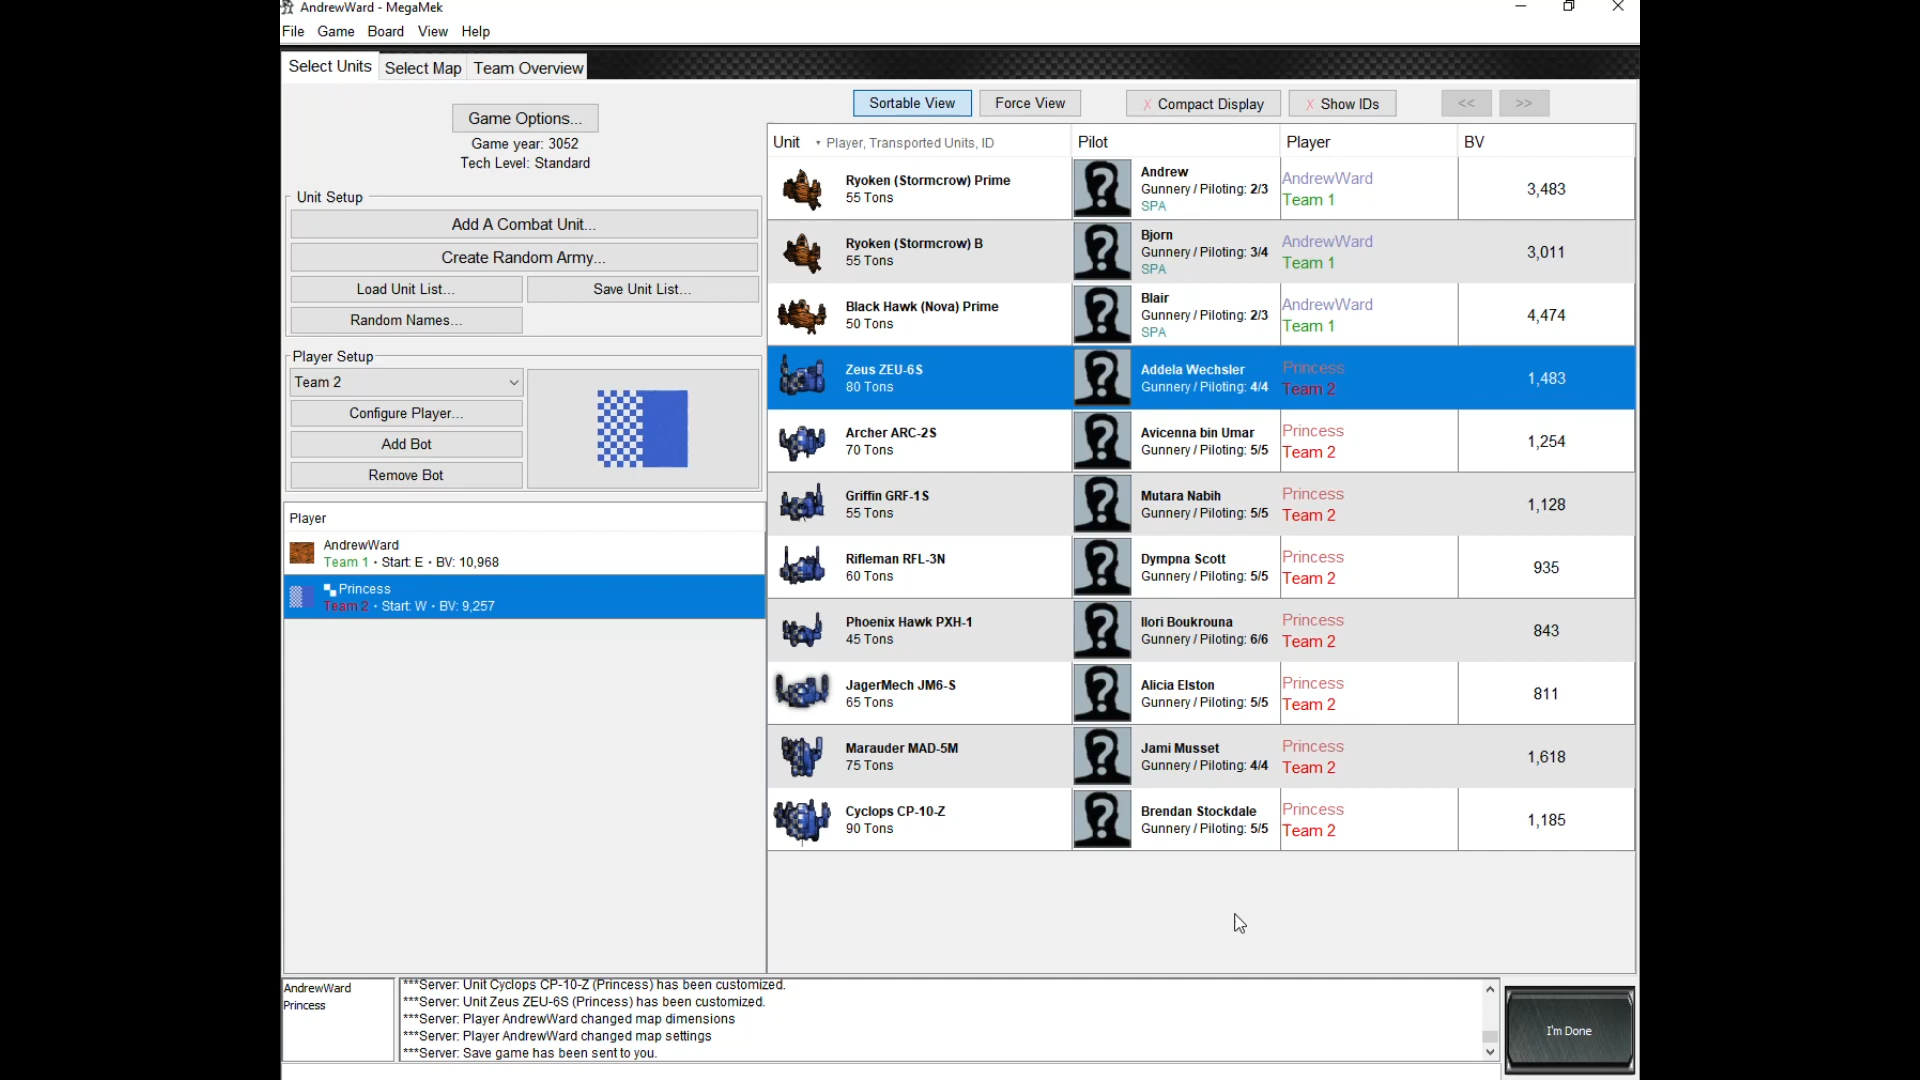 AndrewWard - MegaMek
File Game Board View Help
Select Units Select Map Team Overview
Game Options...
Game year: 3052
Tech Level: Standard
Unit Setup
Add A Combat Unit...
Create Random Army...
Load Unit List... Save Unit List...
Random Names...
Player Setup
Team 2
Configure Player...
Add Bot
Remove Bot
Player
AndrewWard
Team 1 • Start: E • BV: 10,968
Princess
Team 2 • Start: W • BV: 9,257
Sortable View Force View X Compact Display X Show IDs << >>
Unit Player, Transported Units, ID Pilot Player BV
Ryoken (Stormcrow) Prime
55 Tons
Andrew
Gunnery / Piloting: 2/3
SPA
AndrewWard
Team 1
3,483
Ryoken (Stormcrow) B
55 Tons
Bjorn
Gunnery / Piloting: 3/4
SPA
AndrewWard
Team 1
3,011
Black Hawk (Nova) Prime
50 Tons
Blair
Gunnery / Piloting: 2/3
SPA
AndrewWard
Team 1
4,474
Zeus ZEU-6S
80 Tons
Addela Wechsler
Gunnery / Piloting: 4/4
Princess
Team 2
1,483
Archer ARC-2S
70 Tons
Avicenna bin Umar
Gunnery / Piloting: 5/5
Princess
Team 2
1,254
Griffin GRF-1S
55 Tons
Mutara Nabih
Gunnery / Piloting: 5/5
Princess
Team 2
1,128
Rifleman RFL-3N
60 Tons
Dympna Scott
Gunnery / Piloting: 5/5
Princess
Team 2
935
Phoenix Hawk PXH-1
45 Tons
Ilori Boukrouna
Gunnery / Piloting: 6/6
Princess
Team 2
843
JagerMech JM6-S
65 Tons
Alicia Elston
Gunnery / Piloting: 5/5
Princess
Team 2
811
Marauder MAD-5M
75 Tons
Jami Musset
Gunnery / Piloting: 4/4
Princess
Team 2
1,618
Cyclops CP-10-Z
90 Tons
Brendan Stockdale
Gunnery / Piloting: 5/5
Princess
Team 2
1,185
AndrewWard
Princess
***Server: Unit Cyclops CP-10-Z (Princess) has been customized.
***Server: Unit Zeus ZEU-6S (Princess) has been customized.
***Server: Player AndrewWard changed map dimensions
***Server: Player AndrewWard changed map settings
***Server: Save game has been sent to you.
I'm Done